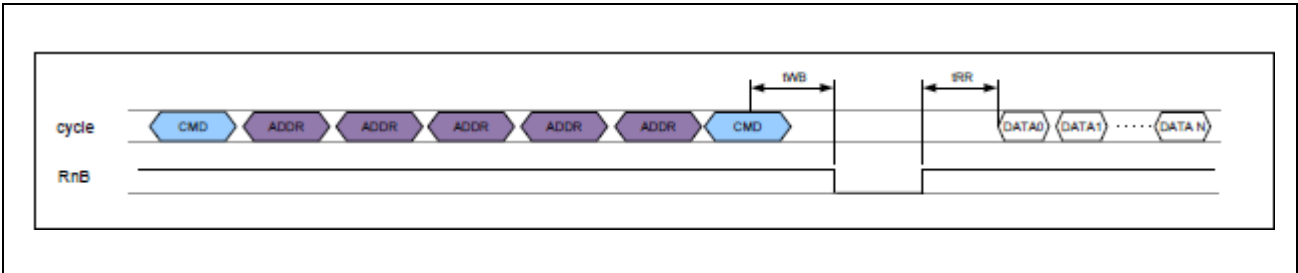 tWB tRR
cycle CMD ADDR ADDR ADDR ADDR ADDR CMD DATA0 DATA1 ····· DATA N
RnB